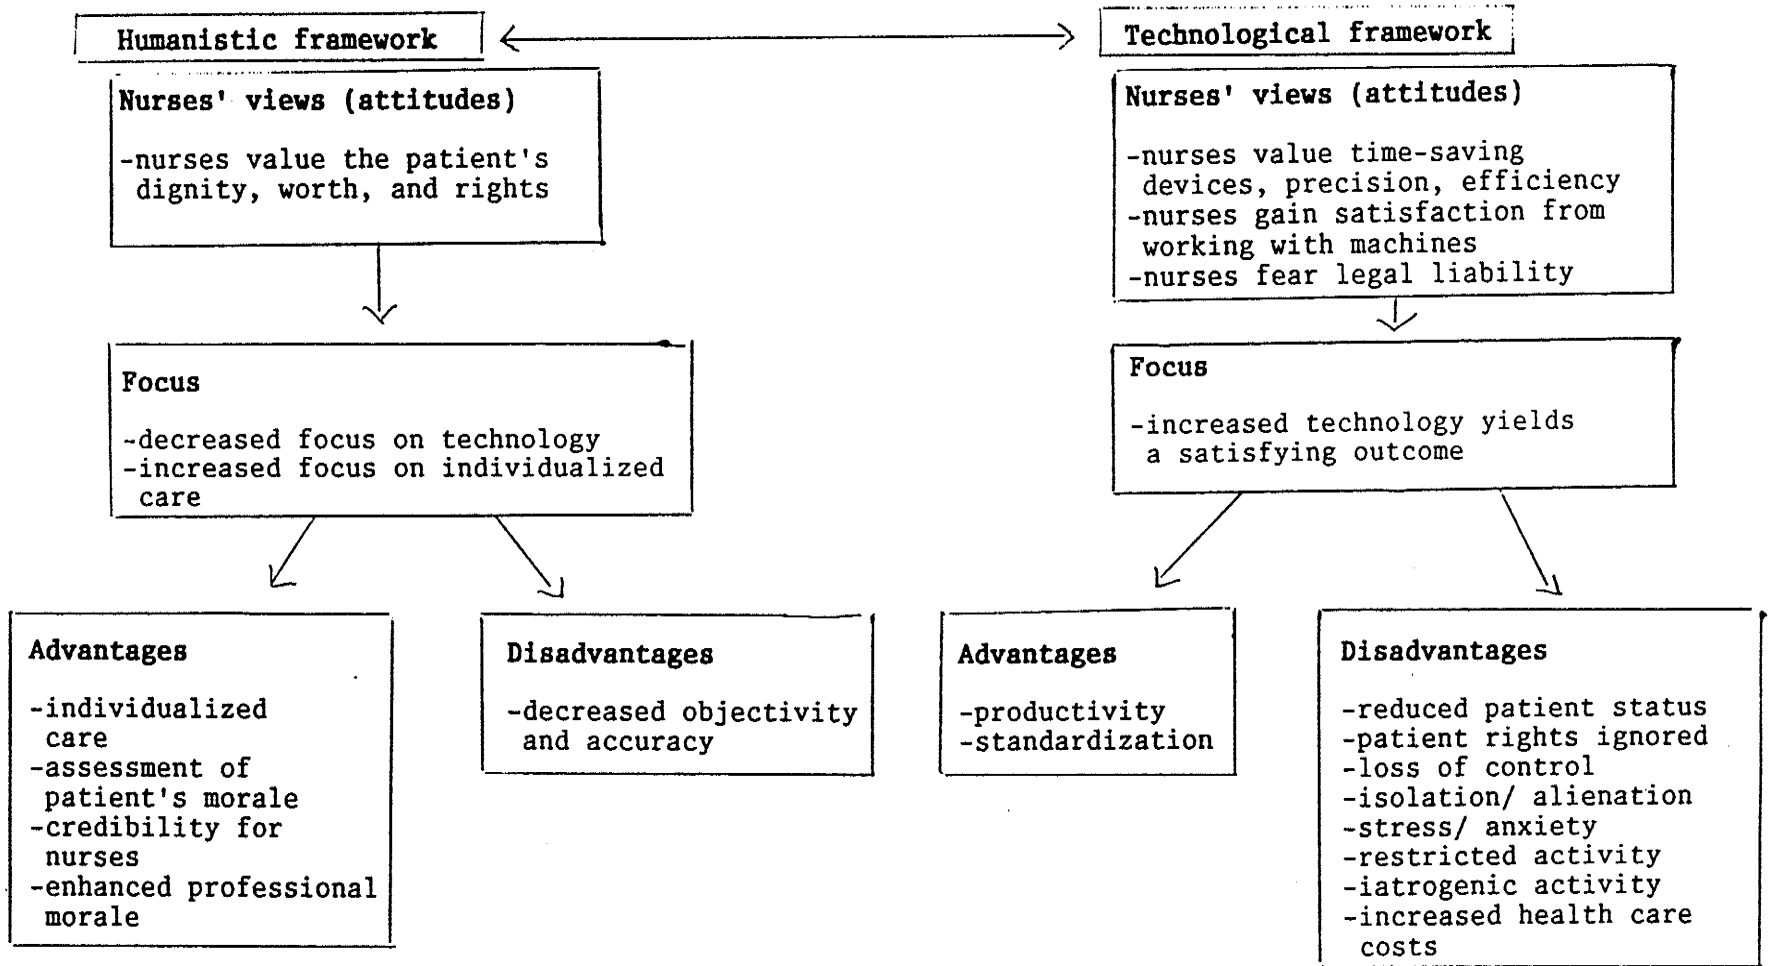 Humanistic framework
Technological framework
Nurses' views (attitudes)
-nurses value the patient's
dignity, worth, and rights
Nurses' views (attitudes)
-nurses value time-saving
devices, precision, efficiency
-nurses gain satisfaction from
working with machines
-nurses fear legal liability
Focus
-decreased focus on technology
-increased focus on individualized
care
Focus
-increased technology yields
a satisfying outcome
Advantages
-individualized
care
-assessment of
patient's morale
-credibility for
nurses
-enhanced professional
morale
Disadvantages
-decreased objectivity
and accuracy
Advantages
-productivity
-standardization
Disadvantages
-reduced patient status
-patient rights ignored
-loss of control
-isolation/ alienation
-stress/ anxiety
-restricted activity
-iatrogenic activity
-increased health care
costs